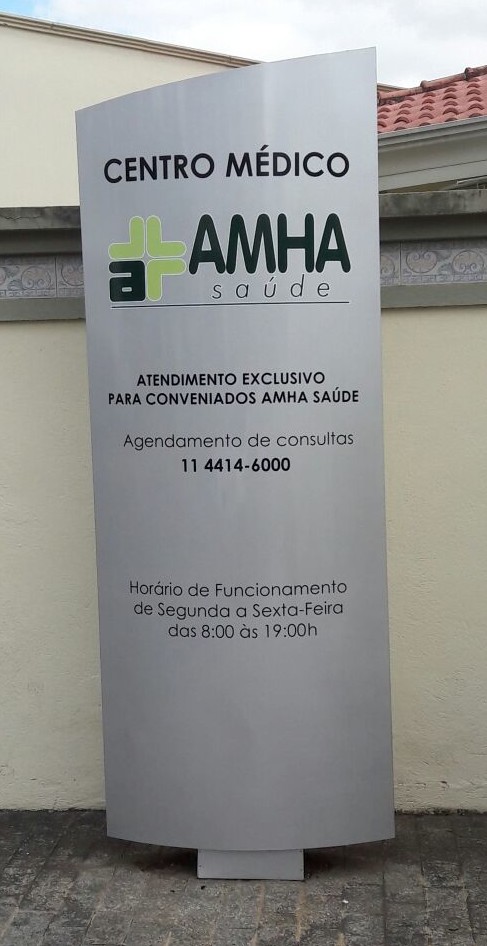 CENTRO MÉDICO
a AMHA
saúde
ATENDIMENTO EXCLUSIVO
PARA CONVENIADOS AMHA SAÚDE
Agendamento de consultas
11 4414-6000
Horário de Funcionamento
de Segunda a Sexta-Feira
das 8:00 às 19:00h